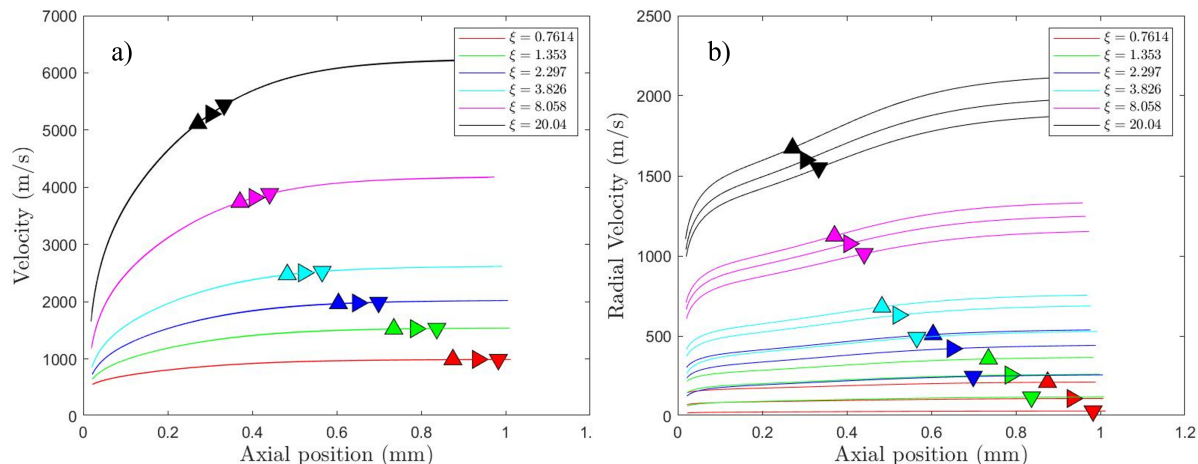 a)
7000
6000
5000
4000
3000
2000
1000
0
Velocity (m/s)
0 0.2 0.4 0.6 0.8 1 1.
Axial position (mm)
ξ = 0.7614
ξ = 1.353
ξ = 2.297
ξ = 3.826
ξ = 8.058
ξ = 20.04
b)
2500
2000
1500
1000
500
0
Radial Velocity (m/s)
0 0.2 0.4 0.6 0.8 1 1.2
Axial position (mm)
ξ = 0.7614
ξ = 1.353
ξ = 2.297
ξ = 3.826
ξ = 8.058
ξ = 20.04